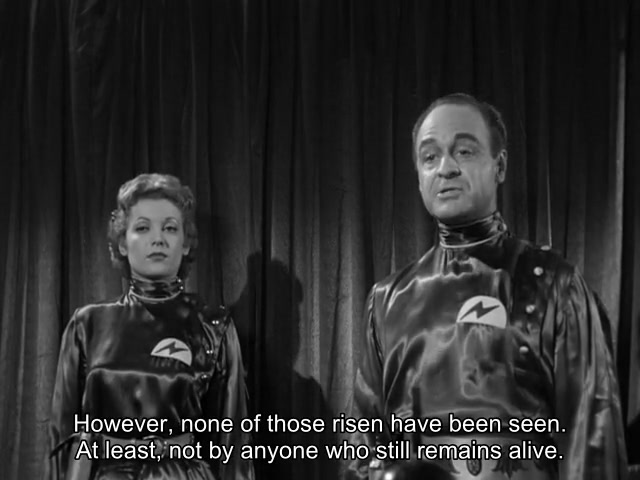 However, none of those risen have been seen.
At least, not by anyone who still remains alive.